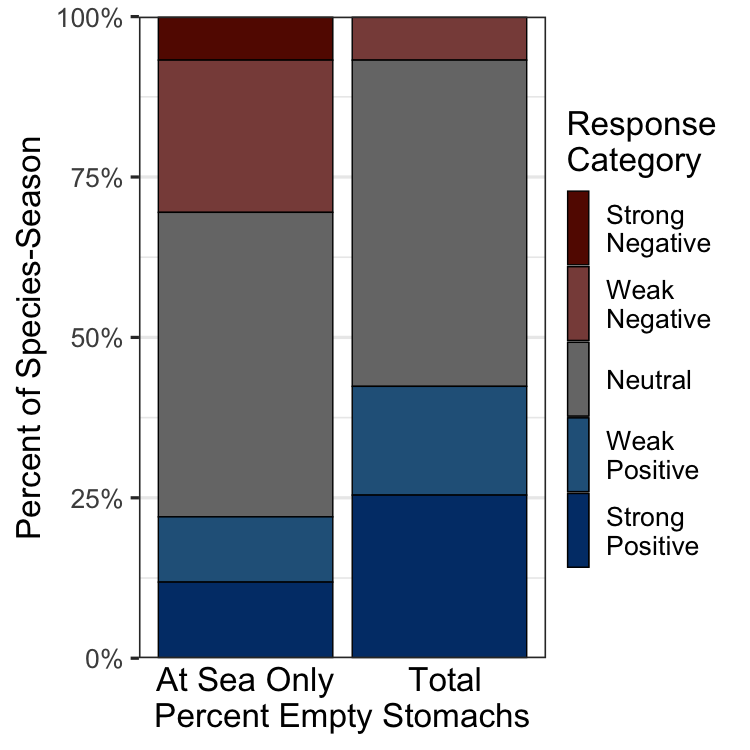 100%
75%
50%
25%
0%
Percent of Species-Season
At Sea Only
Total
Percent Empty Stomachs
Response
Category
Strong
Negative
Weak
Negative
Neutral
Weak
Positive
Strong
Positive